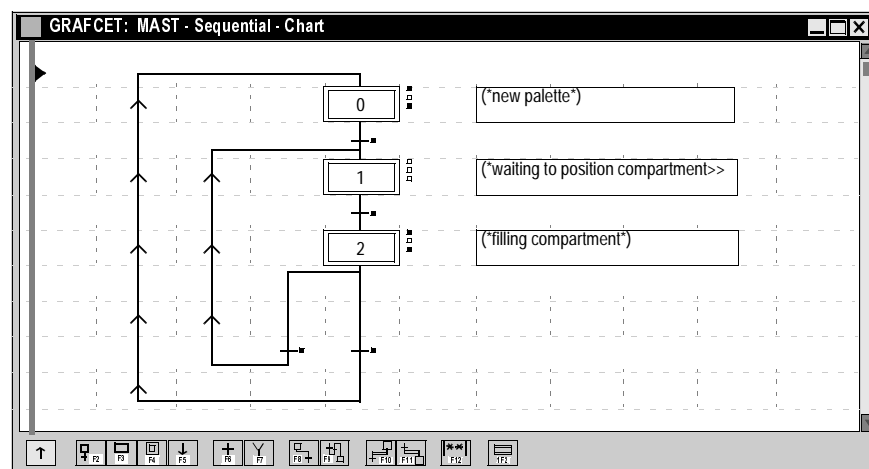 GRAFCET: MAST - Sequential - Chart
0
(*new palette*)
1
(*waiting to position compartment>>
2
(*filling compartment*)
F2 F3 F4 F5 F6 F7 F8 F9 F10 F11 F12 1F2